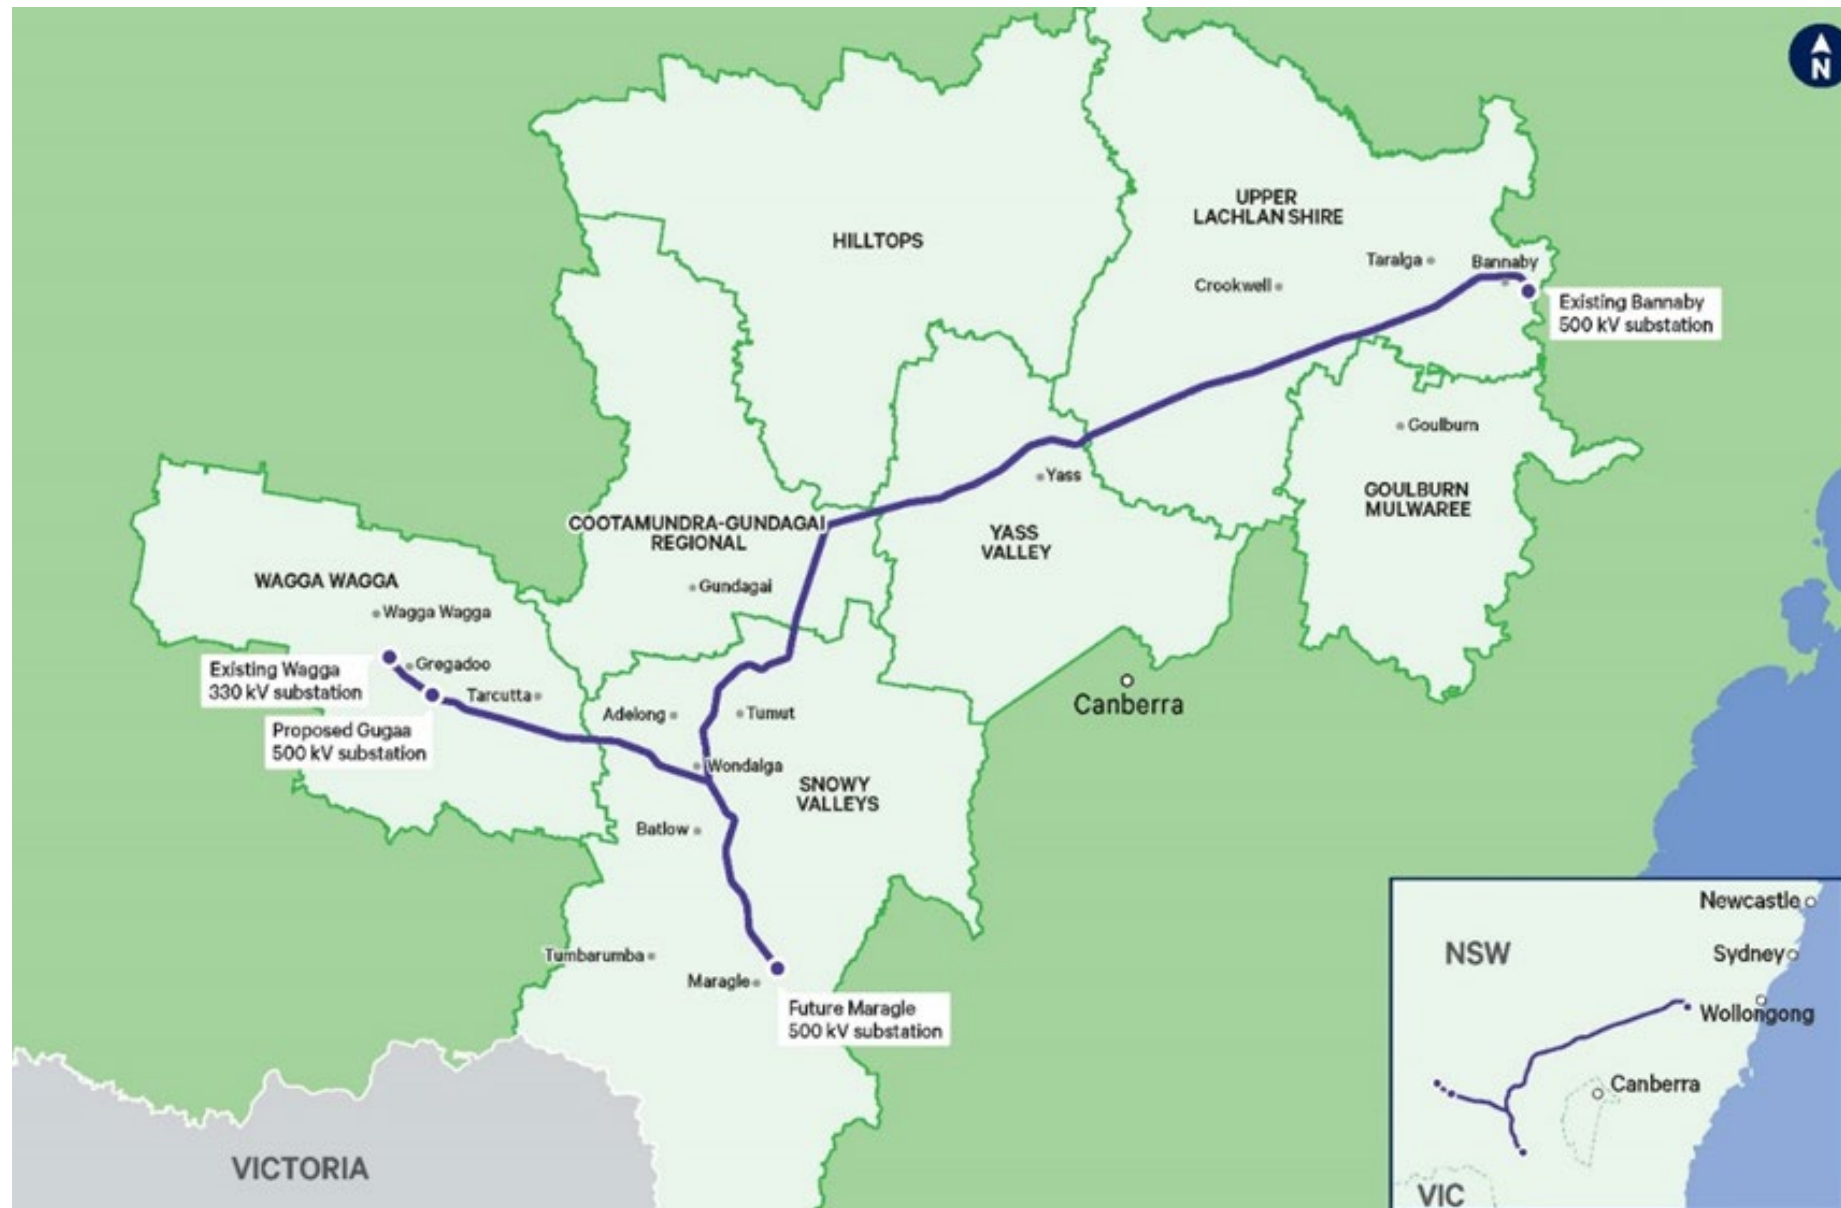 N
UPPER
LACHLAN SHIRE
HILLTOPS
Taralga
Bannaby
Crookwell
Existing Bannaby
500 kV substation
Goulburn
Yass
GOULBURN
MULWAREE
COOTAMUNDRA-GUNDAGAI
REGIONAL
YASS
VALLEY
WAGGA WAGGA
Gundagai
Wagga Wagga
Existing Wagga
330 kV substation
Gregadoo
Tarcutta
Canberra
Adelong
Tumut
Proposed Gugaa
500 kV substation
Wondalga
SNOWY
VALLEYS
Batlow
Tumbarumba
Maragle
Future Maragle
500 kV substation
VICTORIA
Newcastle
NSW
Sydney
Wollongong
Canberra
VIC